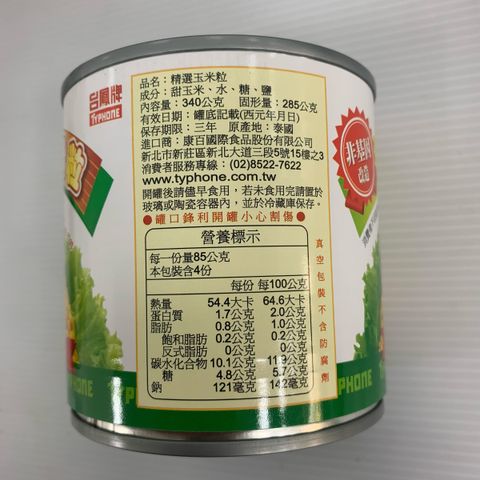 台鳳牌
TYPHONE
品名：精選玉米粒
成分：甜玉米、水、糖、鹽
內容量：340公克 固形量：285公克
有效日期：罐底記載(西元年月日)
保存期限：三年 原產地：泰國
進口商：康百國際食品股份有限公司
新北市新莊區新北大道三段5號15樓之3
消費者服務專線：(02)8522-7622
www.typhone.com.tw
開罐後請儘早食用，若未食用完請置於
玻璃或陶瓷容器內，並於冷藏庫保存。
●罐口鋒利開罐小心割傷●
營養標示
每一份量85公克
本包裝含4份
每份 每100公克
熱量 54.4大卡 64.6大卡
蛋白質 1.7公克 2.0公克
脂肪 0.8公克 1.0公克
飽和脂肪 0.2公克 0.2公克
反式脂肪 0公克 0公克
碳水化合物 10.1公克 11.9公克
糖 4.8公克 5.7公克
鈉 121毫克 142毫克
真空包裝不含防腐劑
非基因
改造
粒
PHONE
TYP
TYPHONE